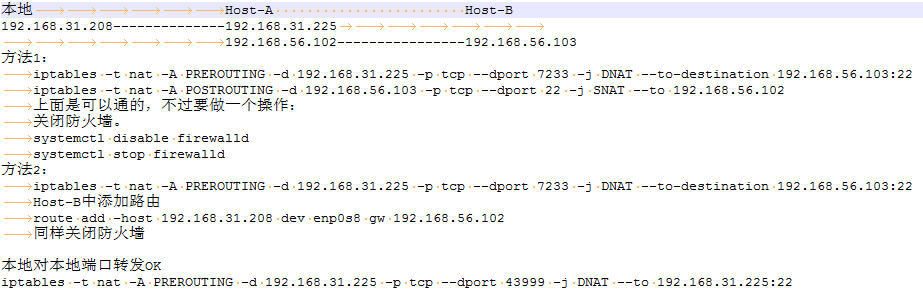 本地 Host-A Host-B
192.168.31.208--------------192.168.31.225
192.168.56.102----------------192.168.56.103
方法1:
iptables -t nat -A PREROUTING -d 192.168.31.225 -p tcp --dport 7233 -j DNAT --to-destination 192.168.56.103:22
iptables -t nat -A POSTROUTING -d 192.168.56.103 -p tcp --dport 22 -j SNAT --to 192.168.56.102
上面是可以通的，不过要做一个操作:
关闭防火墙。
systemctl disable firewalld
systemctl stop firewalld
方法2:
iptables -t nat -A PREROUTING -d 192.168.31.225 -p tcp --dport 7233 -j DNAT --to-destination 192.168.56.103:22
Host-B中添加路由
route add -host 192.168.31.208 dev enp0s8 gw 192.168.56.102
同样关闭防火墙
本地对本地端口转发OK
iptables -t nat -A PREROUTING -d 192.168.31.225 -p tcp --dport 43999 -j DNAT --to 192.168.31.225:22